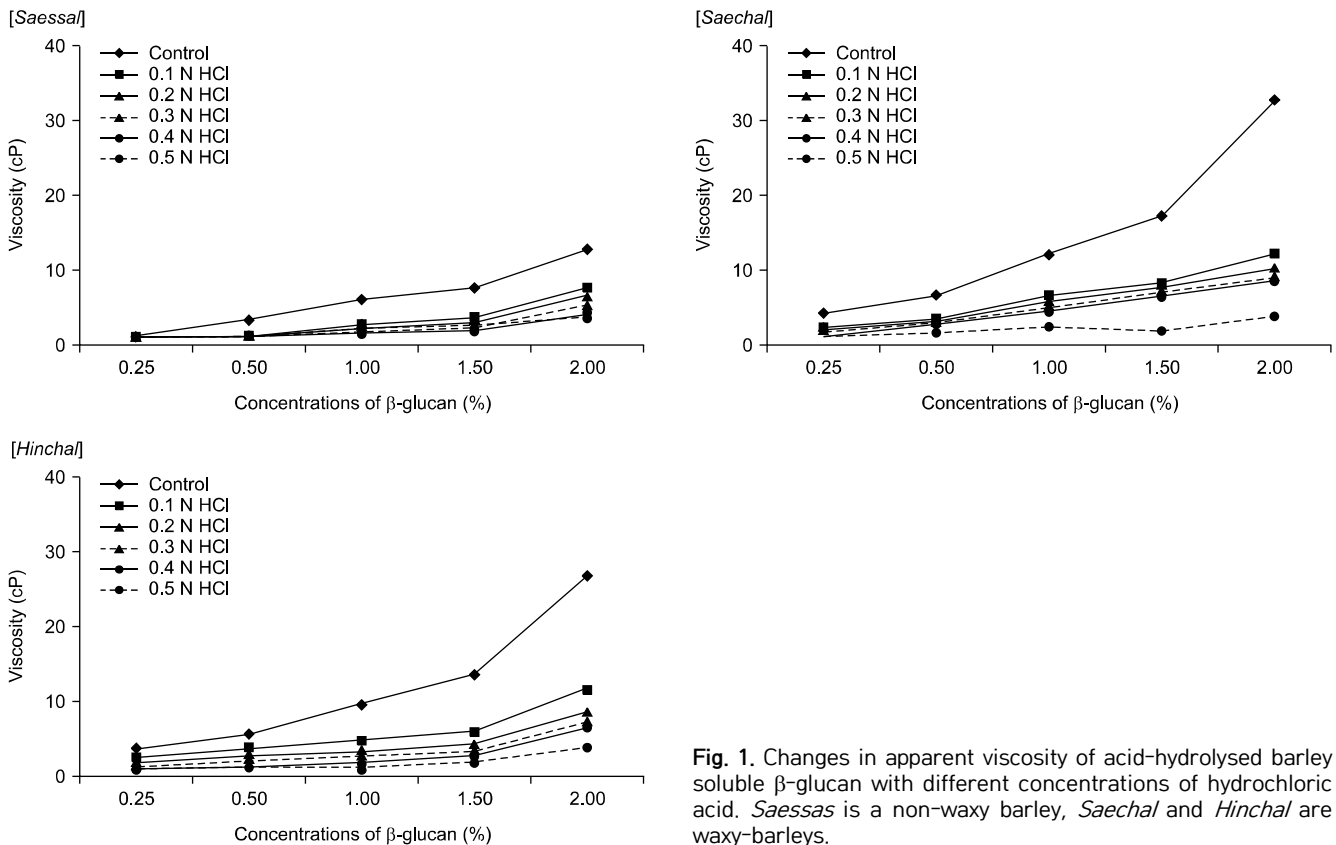 [Saessal]
40
30
20
10
0
Viscosity (cP)
Control
0.1 N HCl
0.2 N HCl
0.3 N HCl
0.4 N HCl
0.5 N HCl
0.25 0.50 1.00 1.50 2.00
Concentrations of β-glucan (%)
[Saechal]
40
30
20
10
0
Viscosity (cP)
Control
0.1 N HCl
0.2 N HCl
0.3 N HCl
0.4 N HCl
0.5 N HCl
0.25 0.50 1.00 1.50 2.00
Concentrations of β-glucan (%)
[Hinchal]
40
30
20
10
0
Viscosity (cP)
Control
0.1 N HCl
0.2 N HCl
0.3 N HCl
0.4 N HCl
0.5 N HCl
0.25 0.50 1.00 1.50 2.00
Concentrations of β-glucan (%)
Fig. 1. Changes in apparent viscosity of acid-hydrolysed barley
soluble β-glucan with different concentrations of hydrochloric
acid. Saessas is a non-waxy barley, Saechal and Hinchal are
waxy-barleys.